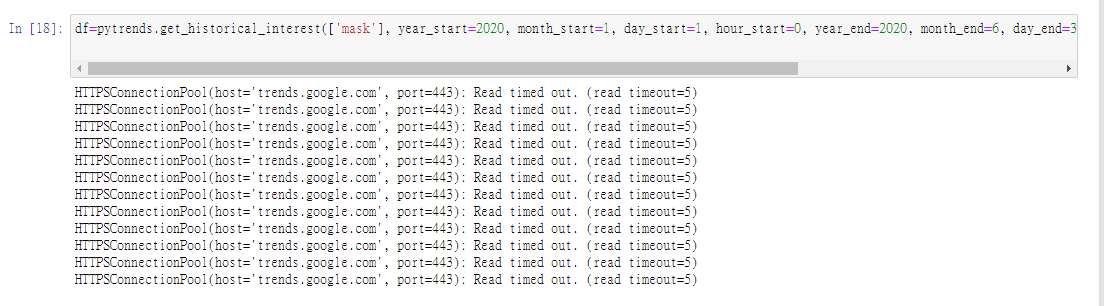 In [18]: df=pytrends.get_historical_interest(['mask'], year_start=2020, month_start=1, day_start=1, hour_start=0, year_end=2020, month_end=6, day_end=3
HTTPSConnectionPool(host='trends.google.com', port=443): Read timed out. (read timeout=5)
HTTPSConnectionPool(host='trends.google.com', port=443): Read timed out. (read timeout=5)
HTTPSConnectionPool(host='trends.google.com', port=443): Read timed out. (read timeout=5)
HTTPSConnectionPool(host='trends.google.com', port=443): Read timed out. (read timeout=5)
HTTPSConnectionPool(host='trends.google.com', port=443): Read timed out. (read timeout=5)
HTTPSConnectionPool(host='trends.google.com', port=443): Read timed out. (read timeout=5)
HTTPSConnectionPool(host='trends.google.com', port=443): Read timed out. (read timeout=5)
HTTPSConnectionPool(host='trends.google.com', port=443): Read timed out. (read timeout=5)
HTTPSConnectionPool(host='trends.google.com', port=443): Read timed out. (read timeout=5)
HTTPSConnectionPool(host='trends.google.com', port=443): Read timed out. (read timeout=5)
HTTPSConnectionPool(host='trends.google.com', port=443): Read timed out. (read timeout=5)
HTTPSConnectionPool(host='trends.google.com', port=443): Read timed out. (read timeout=5)